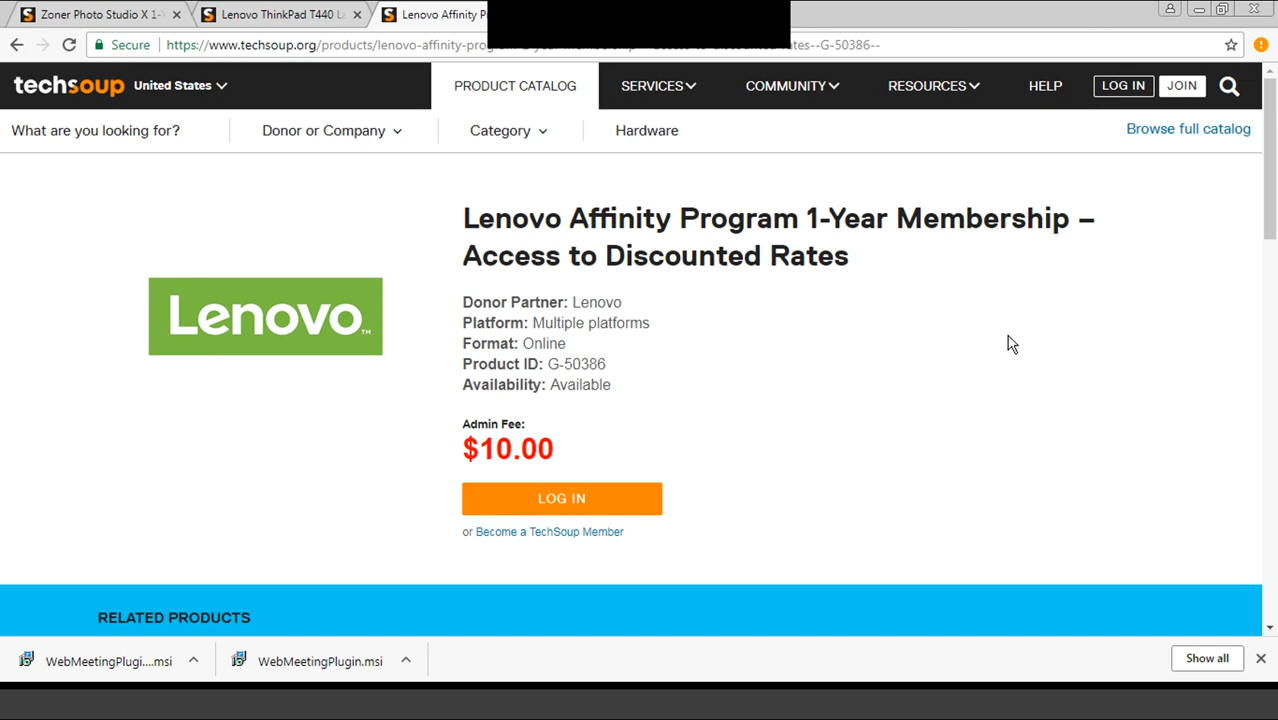 Zoner Photo Studio X 1-
Lenovo ThinkPad T440 La
Lenovo Affinity P
Secure
https://www.techsoup.org/products/lenovo-affinity-prog
rates--G-50386--
techsoup
United States
PRODUCT CATALOG
SERVICES
COMMUNITY
RESOURCES
HELP
LOG IN
JOIN
What are you looking for?
Donor or Company
Category
Hardware
Browse full catalog
Lenovo Affinity Program 1-Year Membership –
Access to Discounted Rates
Lenovo™
Donor Partner: Lenovo
Platform: Multiple platforms
Format: Online
Product ID: G-50386
Availability: Available
Admin Fee:
$10.00
LOG IN
or Become a TechSoup Member
RELATED PRODUCTS
WebMeetingPlugi....msi
WebMeetingPlugin.msi
Show all